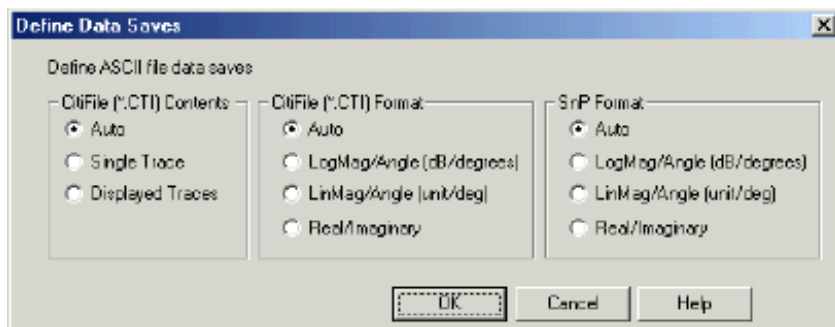 Define Data Saves
Define ASCII file data saves
CitiFile (*.CTI) Contents
Auto
Single Trace
Displayed Traces
CitiFile (*.CTI) Format
Auto
LogMag/Angle (dB/degrees)
LinMag/Angle (unit/deg)
Real/Imaginary
SnP Format
Auto
LogMag/Angle (dB/degrees)
LinMag/Angle (unit/deg)
Real/Imaginary
OK
Cancel
Help